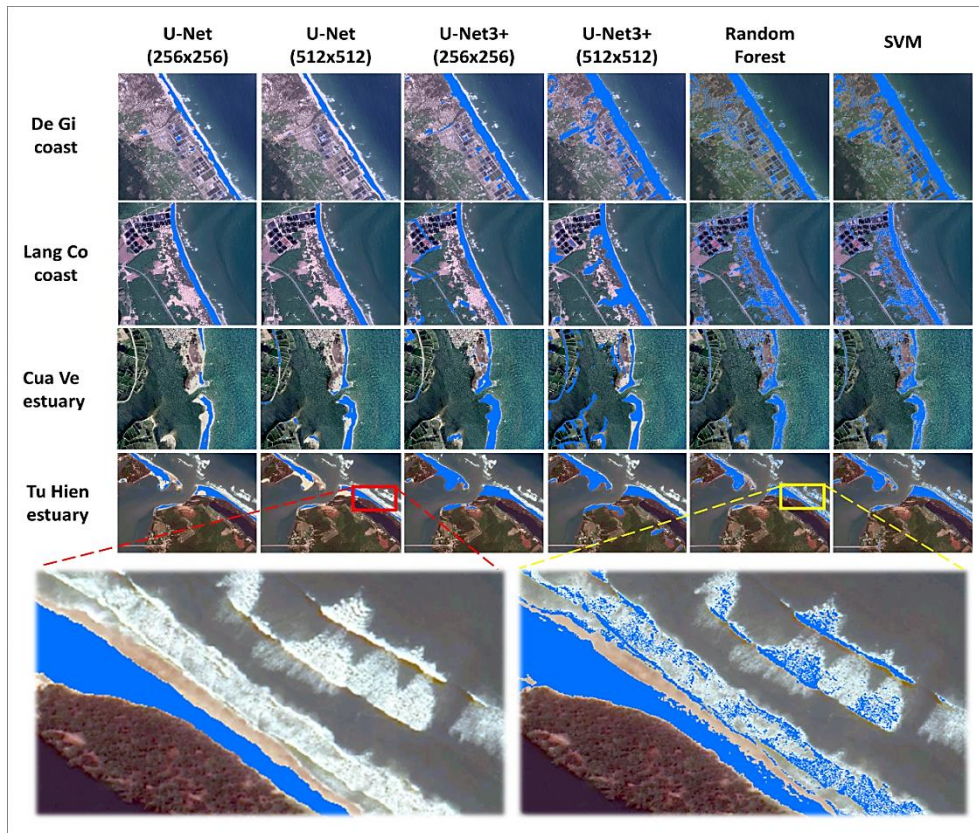 U-Net
(256x256)
U-Net
(512x512)
U-Net3+
(256x256)
U-Net3+
(512x512)
Random
Forest
SVM
De Gi
coast
Lang Co
coast
Cua Ve
estuary
Tu Hien
estuary